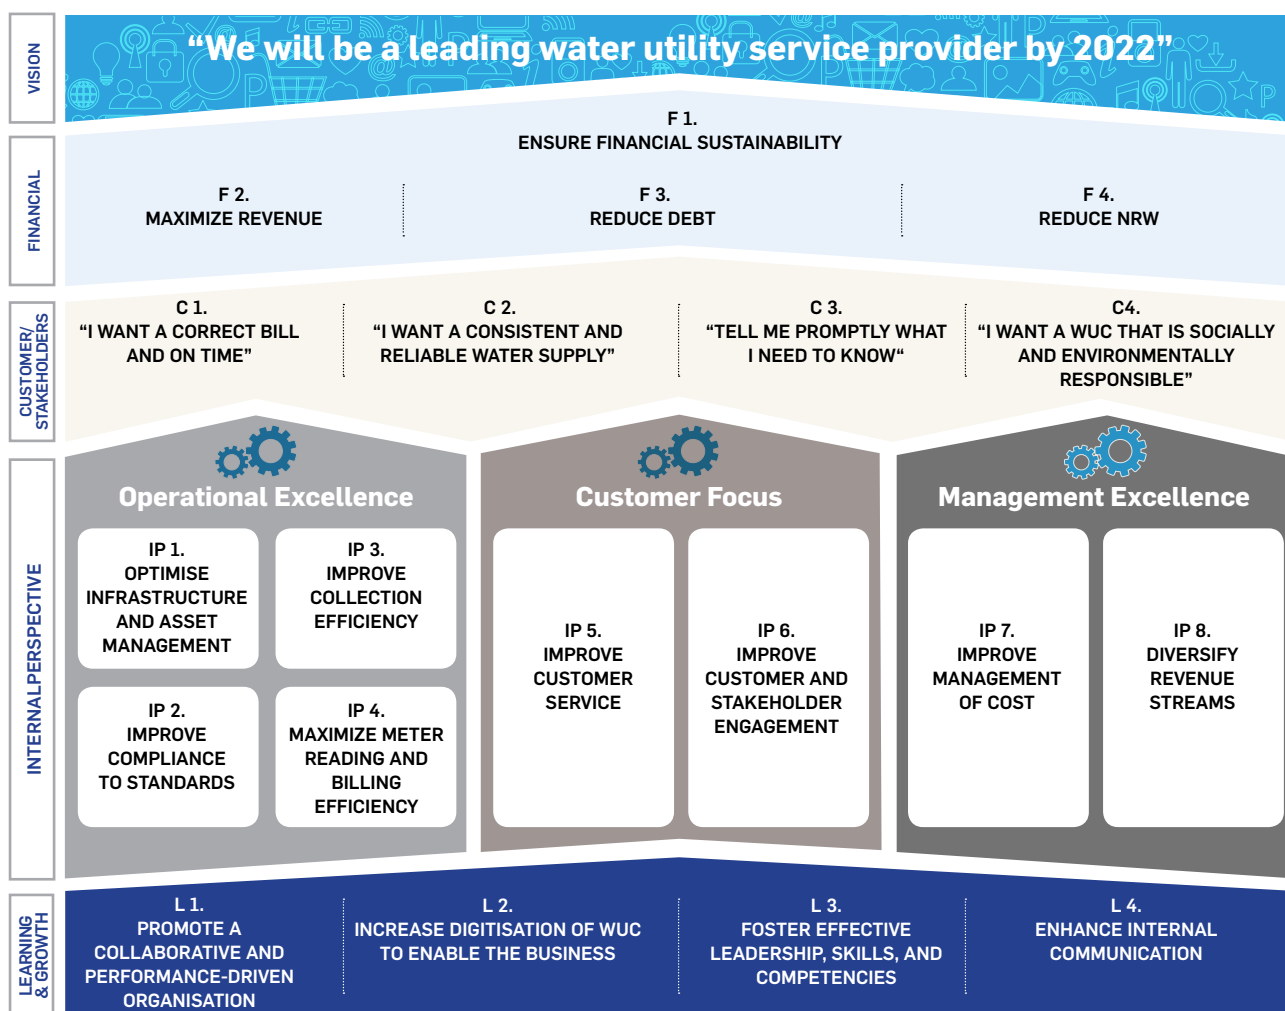 VISION
“We will be a leading water utility service provider by 2022”
FINANCIAL
F 1.
ENSURE FINANCIAL SUSTAINABILITY
F 2.
MAXIMIZE REVENUE
F 3.
REDUCE DEBT
F 4.
REDUCE NRW
CUSTOMER/
STAKEHOLDERS
C 1.
“I WANT A CORRECT BILL
AND ON TIME”
C 2.
“I WANT A CONSISTENT AND
RELIABLE WATER SUPPLY”
C 3.
“TELL ME PROMPTLY WHAT
I NEED TO KNOW“
C4.
“I WANT A WUC THAT IS SOCIALLY
AND ENVIRONMENTALLY
RESPONSIBLE”
INTERNALPERSPECTIVE
Operational Excellence
IP 1.
OPTIMISE
INFRASTRUCTURE
AND ASSET
MANAGEMENT
IP 3.
IMPROVE
COLLECTION
EFFICIENCY
IP 2.
IMPROVE
COMPLIANCE
TO STANDARDS
IP 4.
MAXIMIZE METER
READING AND
BILLING
EFFICIENCY
Customer Focus
IP 5.
IMPROVE
CUSTOMER
SERVICE
IP 6.
IMPROVE
CUSTOMER AND
STAKEHOLDER
ENGAGEMENT
Management Excellence
IP 7.
IMPROVE
MANAGEMENT
OF COST
IP 8.
DIVERSIFY
REVENUE
STREAMS
LEARNING
& GROWTH
L 1.
PROMOTE A
COLLABORATIVE AND
PERFORMANCE-DRIVEN
ORGANISATION
L 2.
INCREASE DIGITISATION OF WUC
TO ENABLE THE BUSINESS
L 3.
FOSTER EFFECTIVE
LEADERSHIP, SKILLS, AND
COMPETENCIES
L 4.
ENHANCE INTERNAL
COMMUNICATION